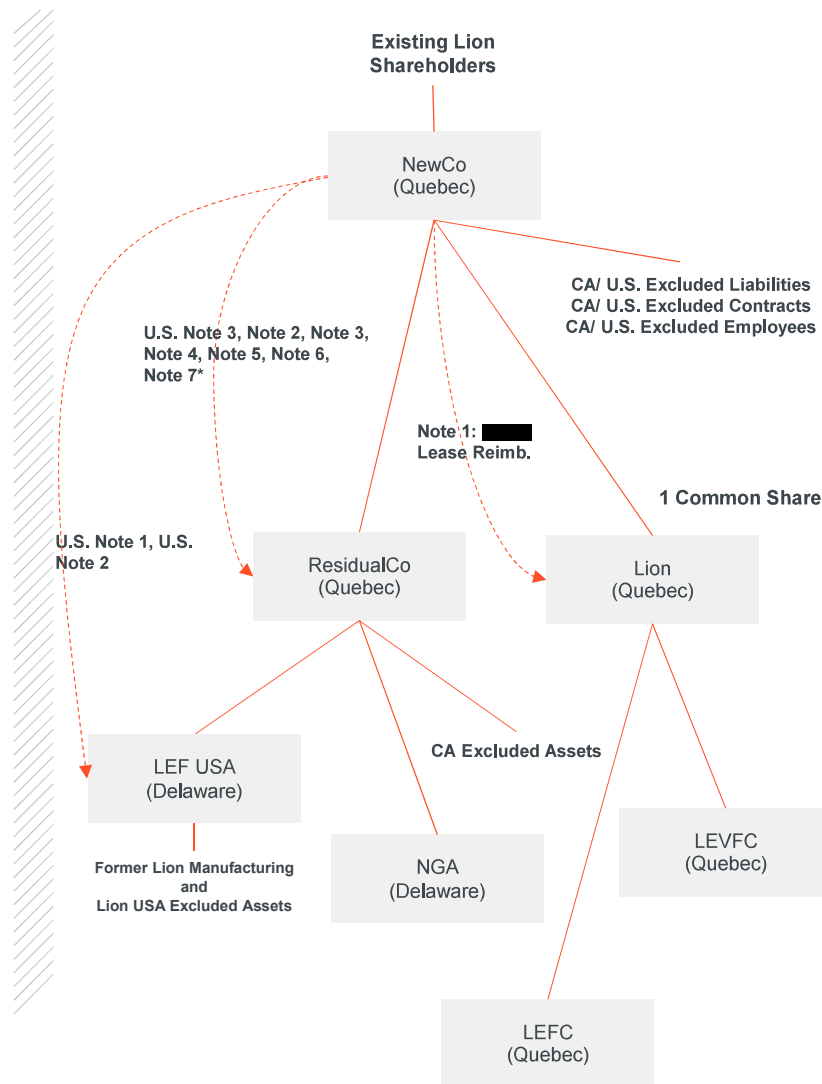 Existing Lion
Shareholders
NewCo
(Quebec)
CA/ U.S. Excluded Liabilities
CA/ U.S. Excluded Contracts
CA/ U.S. Excluded Employees
U.S. Note 3, Note 2, Note 3,
Note 4, Note 5, Note 6,
Note 7*
Note 1:
Lease Reimb.
1 Common Share
U.S. Note 1, U.S.
Note 2
ResidualCo
(Quebec)
Lion
(Quebec)
CA Excluded Assets
LEF USA
(Delaware)
LEVFC
(Quebec)
Former Lion Manufacturing
and
Lion USA Excluded Assets
NGA
(Delaware)
LEFC
(Quebec)